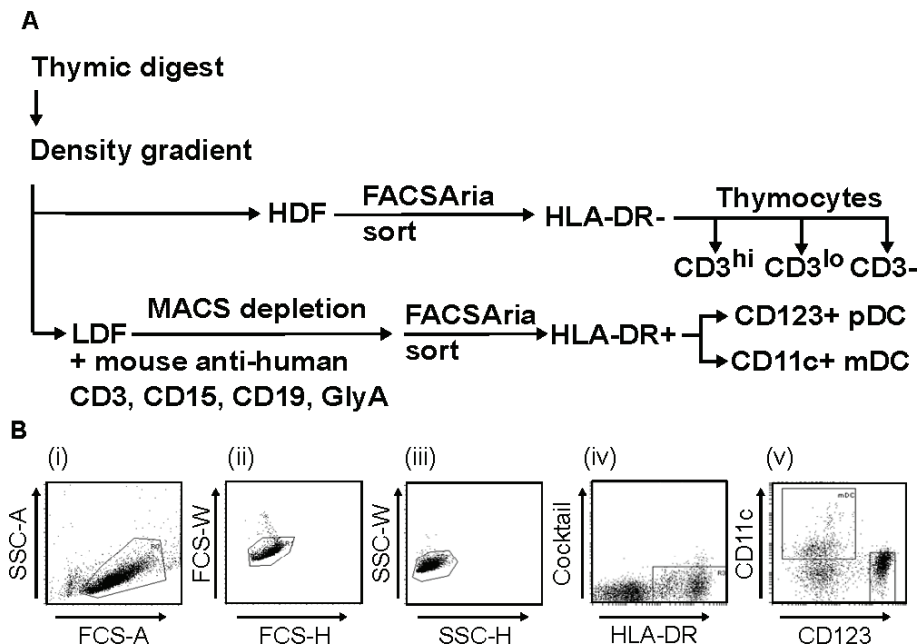 A
Thymic digest
Density gradient
HDF
FACSAria
sort
HLA-DR-
Thymocytes
CD3hi CD3lo CD3-
LDF
MACS depletion
+ mouse anti-human
CD3, CD15, CD19, GlyA
FACSAria
sort
HLA-DR+
CD123+ pDC
CD11c+ mDC
B
(i)
SSC-A
FCS-A
(ii)
FCS-W
FCS-H
(iii)
SSC-W
SSC-H
(iv)
Cocktail
HLA-DR
(v)
CD11c
mDC
CD123